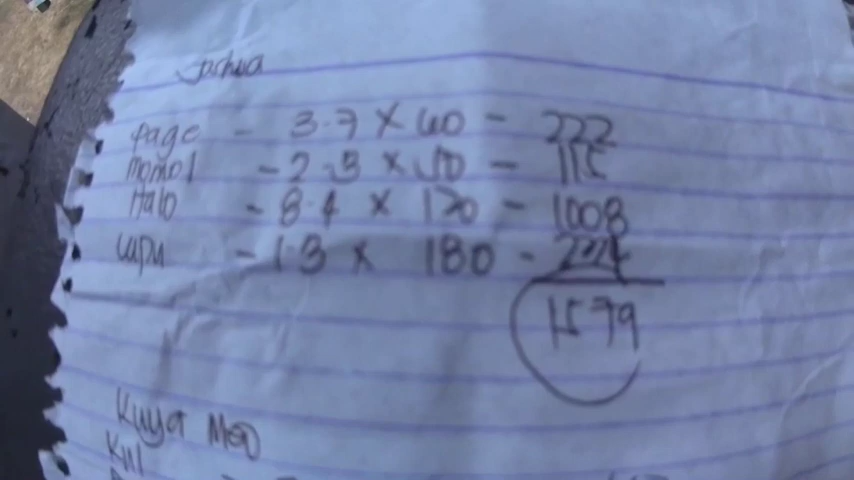 Joshua
page - 3.7 X 60 - 222
momol - 2.3 x 50 - 115
Halo - 8.4 x 120 - 1008
Lapu - 1.3 x 180 - 234
1579
Kuya